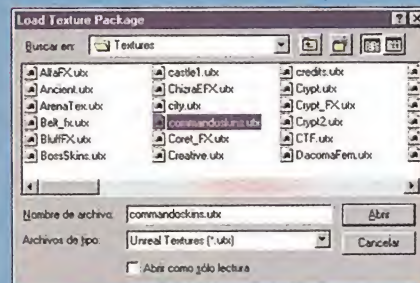 Load Texture Package
Buscar en: Textures
AlfaFX.utx
Ancient.utx
ArenaTex.utx
Belt_fx.utx
BluffFX.utx
BossSkins.utx
castle1.utx
ChizraEFX.utx
city.utx
commandoskins.utx
Coret_FX.utx
Creative.utx
credits.utx
Crypt.utx
Crypt_FX.utx
Crypt2.utx
CTF.utx
DacomaFem.utx
Nombre de archivo: commandoskins.utx Abrir
Archivos de tipo: Unreal Textures (*.utx) Cancelar
Abrir como sólo lectura